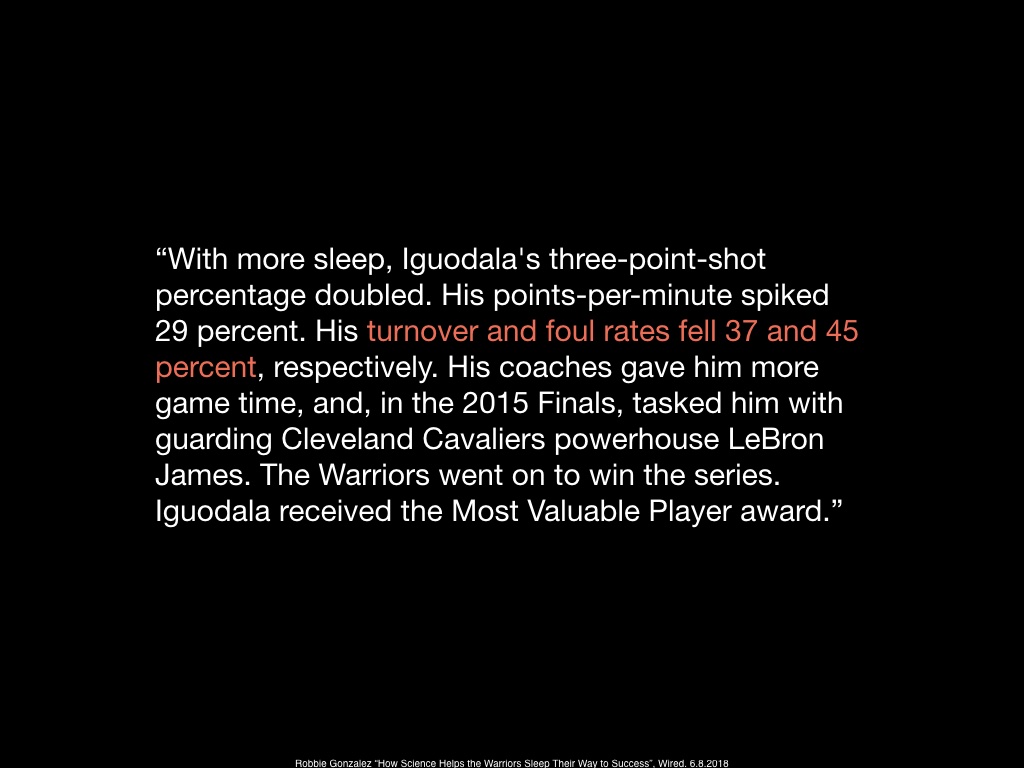 “With more sleep, Iguodala's three-point-shot
percentage doubled. His points-per-minute spiked
29 percent. His turnover and foul rates fell 37 and 45
percent, respectively. His coaches gave him more
game time, and, in the 2015 Finals, tasked him with
guarding Cleveland Cavaliers powerhouse LeBron
James. The Warriors went on to win the series.
Iguodala received the Most Valuable Player award.”
Robbie Gonzalez “How Science Helps the Warriors Sleep Their Way to Success”, Wired. 6.8.2018